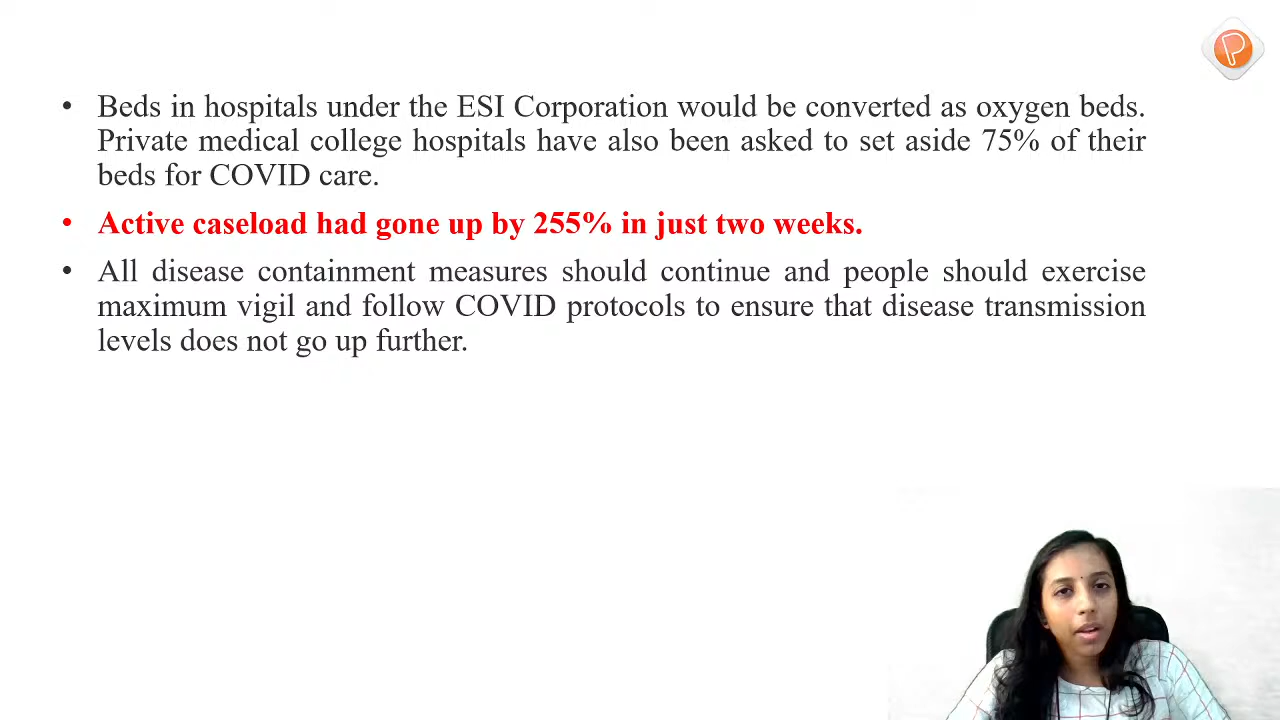 • Beds in hospitals under the ESI Corporation would be converted as oxygen beds.
Private medical college hospitals have also been asked to set aside 75% of their
beds for COVID care.
• Active caseload had gone up by 255% in just two weeks.
• All disease containment measures should continue and people should exercise
maximum vigil and follow COVID protocols to ensure that disease transmission
levels does not go up further.
P